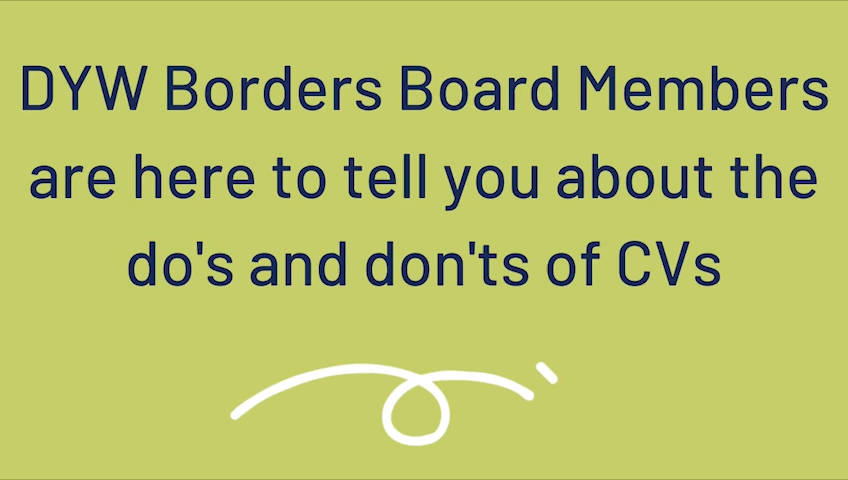 DYW Borders Board Members
are here to tell you about the
do's and don'ts of CVs